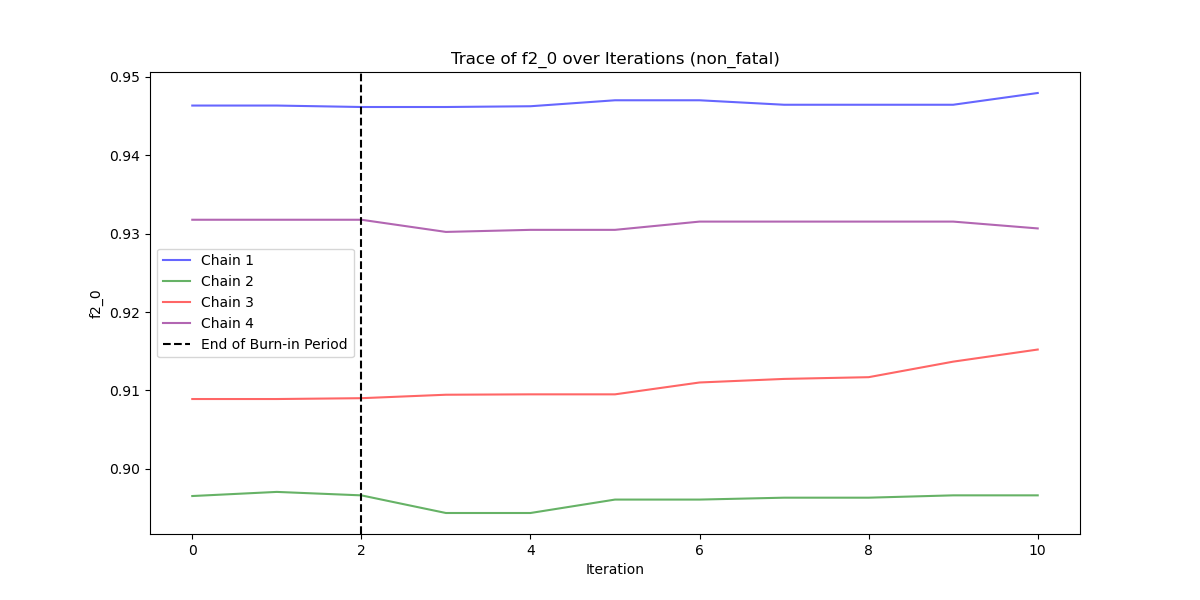 Trace of f2_0 over Iterations (non_fatal)
0.95
0.94
0.93
0.92
0.91
0.90
f2_0
Chain 1
Chain 2
Chain 3
Chain 4
End of Burn-in Period
0 2 4 6 8 10
Iteration